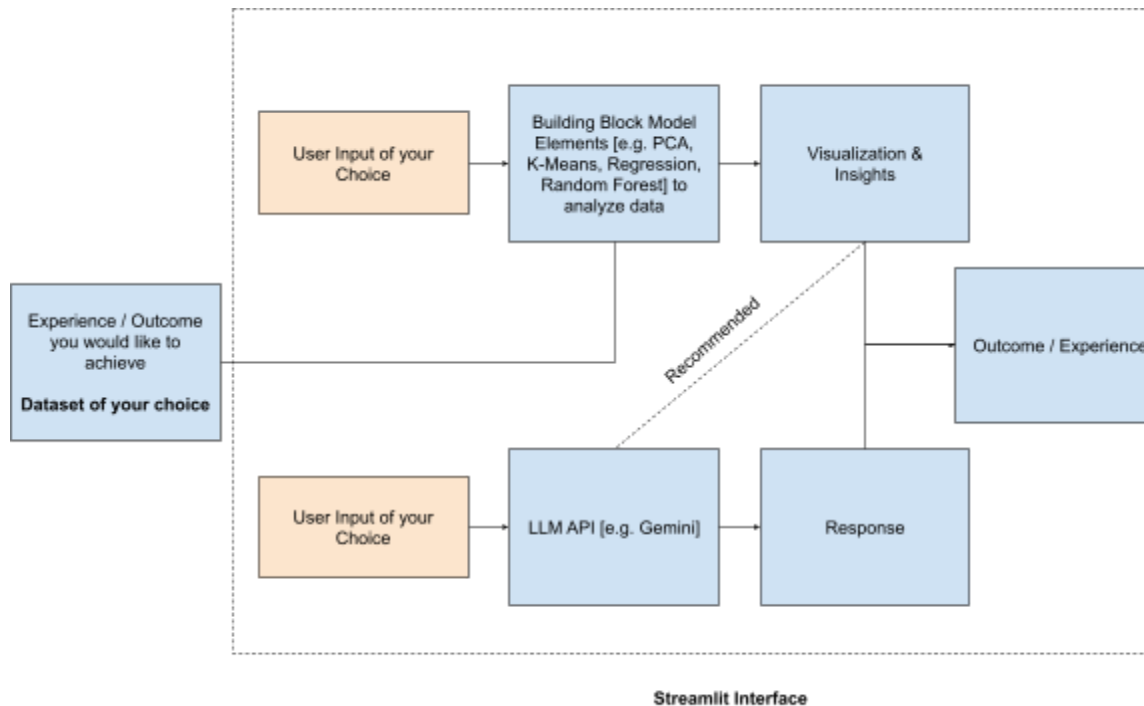 User Input of your
Choice
Building Block Model
Elements [e.g. PCA,
K-Means, Regression,
Random Forest] to
analyze data
Visualization &
Insights
Experience / Outcome
you would like to
achieve
Dataset of your choice
Recommended
Outcome / Experience
User Input of your
Choice
LLM API [e.g. Gemini]
Response
Streamlit Interface